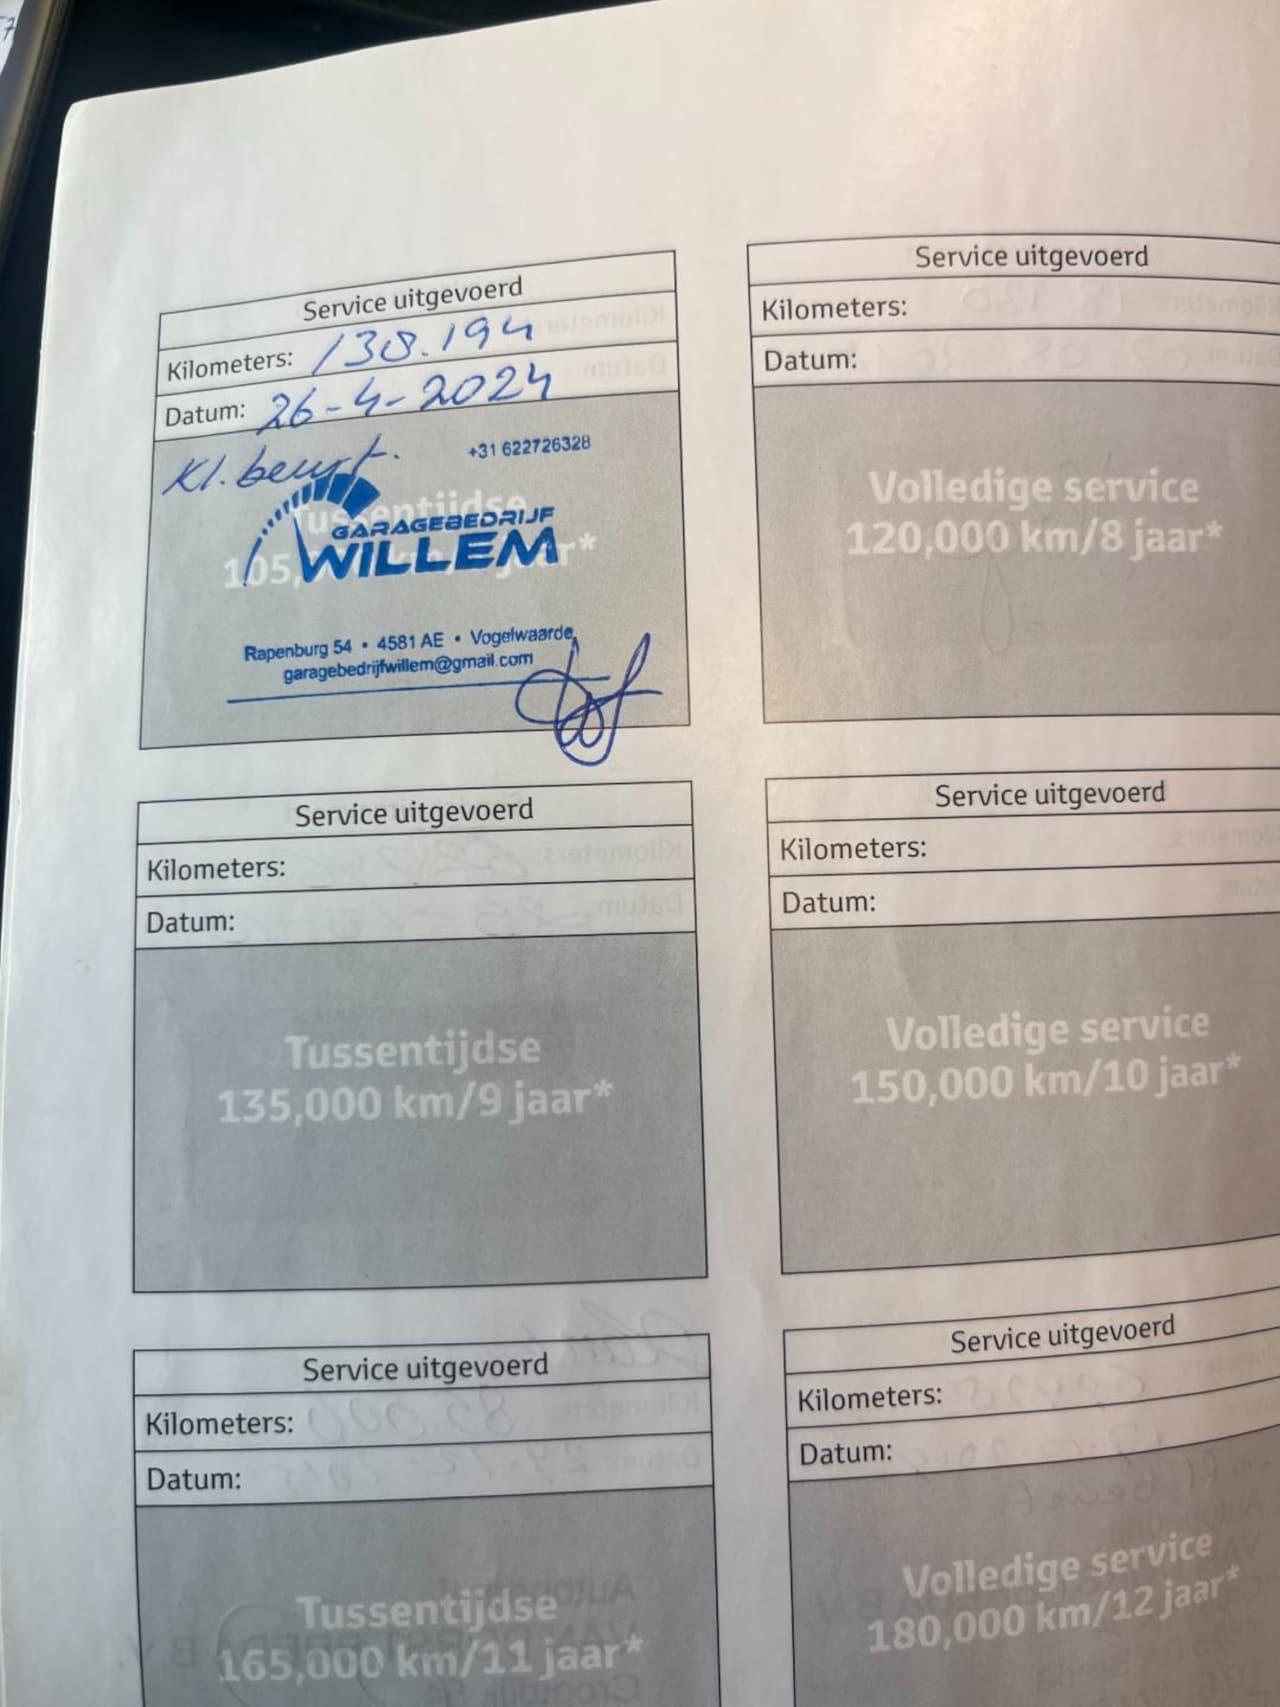 Service uitgevoerd
Kilometers: 138.194
Datum: 26-4-2024
Kl. beurt.
+31 622726328
Tussentijdse
GARAGEBEDRIJF
WILLEM
105, jaar*
Rapenburg 54 • 4581 AE • Vogelwaarde
garagebedrijfwillem@gmail.com
Service uitgevoerd
Kilometers:
Datum:
Volledige service
120,000 km/8 jaar*
Service uitgevoerd
Kilometers:
Datum:
Tussentijdse
135,000 km/9 jaar*
Service uitgevoerd
Kilometers:
Datum:
Volledige service
150,000 km/10 jaar*
Service uitgevoerd
Kilometers:
Datum:
Tussentijdse
165,000 km/11 jaar*
Service uitgevoerd
Kilometers:
Datum:
Volledige service
180,000 km/12 jaar*